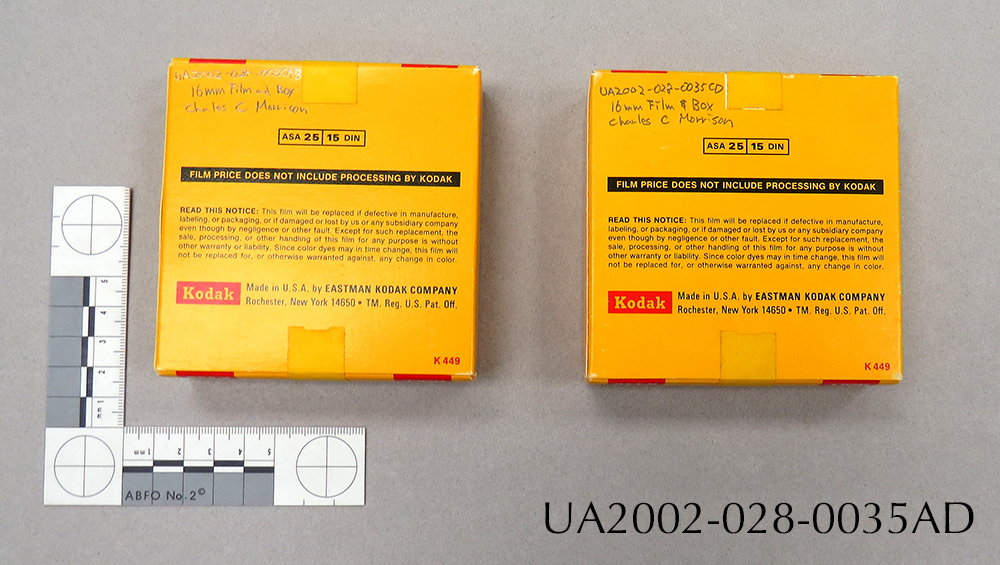 16mm Film and Box
Charles C Morrison
ASA 25 15 DIN
FILM PRICE DOES NOT INCLUDE PROCESSING BY KODAK
READ THIS NOTICE: This film will be replaced if defective in manufacture,
labeling, or packaging, or if damaged or lost by us or any subsidiary company
even though by negligence or other fault. Except for such replacement, the
sale, processing, or other handling of this film for any purpose is without
other warranty or liability. Since color dyes may in time change, this film will
not be replaced for, or otherwise warranted against, any change in color.
Kodak
Made in U.S.A. by EASTMAN KODAK COMPANY
Rochester, New York 14650 • TM. Reg. U.S. Pat. Off.
K 449
UA2002-028-0035CD
16mm Film & Box
Charles C Morrison
ASA 25 15 DIN
FILM PRICE DOES NOT INCLUDE PROCESSING BY KODAK
READ THIS NOTICE: This film will be replaced if defective in manufacture,
labeling, or packaging, or if damaged or lost by us or any subsidiary company
even though by negligence or other fault. Except for such replacement, the
sale, processing, or other handling of this film for any purpose is without
other warranty or liability. Since color dyes may in time change, this film will
not be replaced for, or otherwise warranted against, any change in color.
Kodak
Made in U.S.A. by EASTMAN KODAK COMPANY
Rochester, New York 14650 • TM. Reg. U.S. Pat. Off.
K 449
5
4
3
2
mm 1
mm 1 2 3 4 5
ABFO No. 2 ©
UA2002-028-0035AD